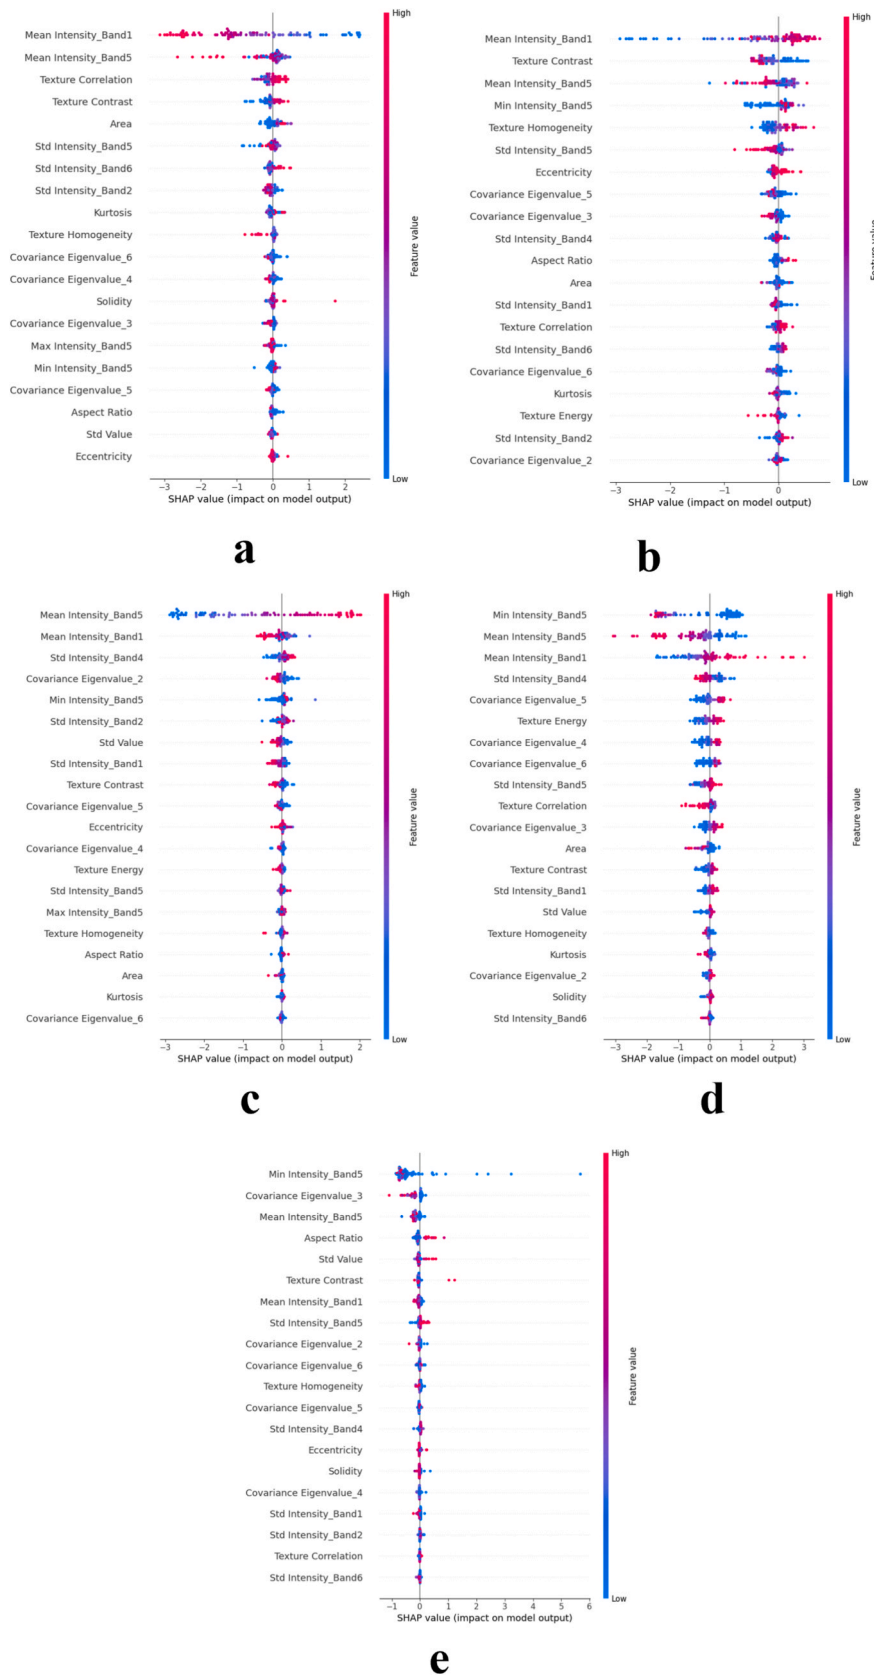 High
Mean Intensity_Band1
Mean Intensity_Band5
Texture Correlation
Texture Contrast
Area
Std Intensity_Band5
Std Intensity_Band6
Std Intensity_Band2
Kurtosis
Texture Homogeneity
Covariance Eigenvalue_6
Covariance Eigenvalue_4
Solidity
Covariance Eigenvalue_3
Max Intensity_Band5
Min Intensity_Band5
Covariance Eigenvalue_5
Aspect Ratio
Std Value
Eccentricity
Feature value
Low
−3 −2 −1 0 1 2
SHAP value (impact on model output)
a
High
Mean Intensity_Band1
Texture Contrast
Mean Intensity_Band5
Min Intensity_Band5
Texture Homogeneity
Std Intensity_Band5
Eccentricity
Covariance Eigenvalue_5
Covariance Eigenvalue_3
Std Intensity_Band4
Aspect Ratio
Area
Std Intensity_Band1
Texture Correlation
Std Intensity_Band6
Covariance Eigenvalue_6
Kurtosis
Texture Energy
Std Intensity_Band2
Covariance Eigenvalue_2
Feature value
Low
−3 −2 −1 0
SHAP value (impact on model output)
b
High
Mean Intensity_Band5
Mean Intensity_Band1
Std Intensity_Band4
Covariance Eigenvalue_2
Min Intensity_Band5
Std Intensity_Band2
Std Value
Std Intensity_Band1
Texture Contrast
Covariance Eigenvalue_5
Eccentricity
Covariance Eigenvalue_4
Texture Energy
Std Intensity_Band5
Max Intensity_Band5
Texture Homogeneity
Aspect Ratio
Area
Kurtosis
Covariance Eigenvalue_6
Feature value
Low
−3 −2 −1 0 1 2
SHAP value (impact on model output)
c
High
Min Intensity_Band5
Mean Intensity_Band5
Mean Intensity_Band1
Std Intensity_Band4
Covariance Eigenvalue_5
Texture Energy
Covariance Eigenvalue_4
Covariance Eigenvalue_6
Std Intensity_Band5
Texture Correlation
Covariance Eigenvalue_3
Area
Texture Contrast
Std Intensity_Band1
Std Value
Texture Homogeneity
Kurtosis
Covariance Eigenvalue_2
Solidity
Std Intensity_Band6
Feature value
Low
−3 −2 −1 0 1 2 3
SHAP value (impact on model output)
d
High
Min Intensity_Band5
Covariance Eigenvalue_3
Mean Intensity_Band5
Aspect Ratio
Std Value
Texture Contrast
Mean Intensity_Band1
Std Intensity_Band5
Covariance Eigenvalue_2
Covariance Eigenvalue_6
Texture Homogeneity
Covariance Eigenvalue_5
Std Intensity_Band4
Eccentricity
Solidity
Covariance Eigenvalue_4
Std Intensity_Band1
Std Intensity_Band2
Texture Correlation
Std Intensity_Band6
Feature value
Low
−1 0 1 2 3 4 5 6
SHAP value (impact on model output)
e